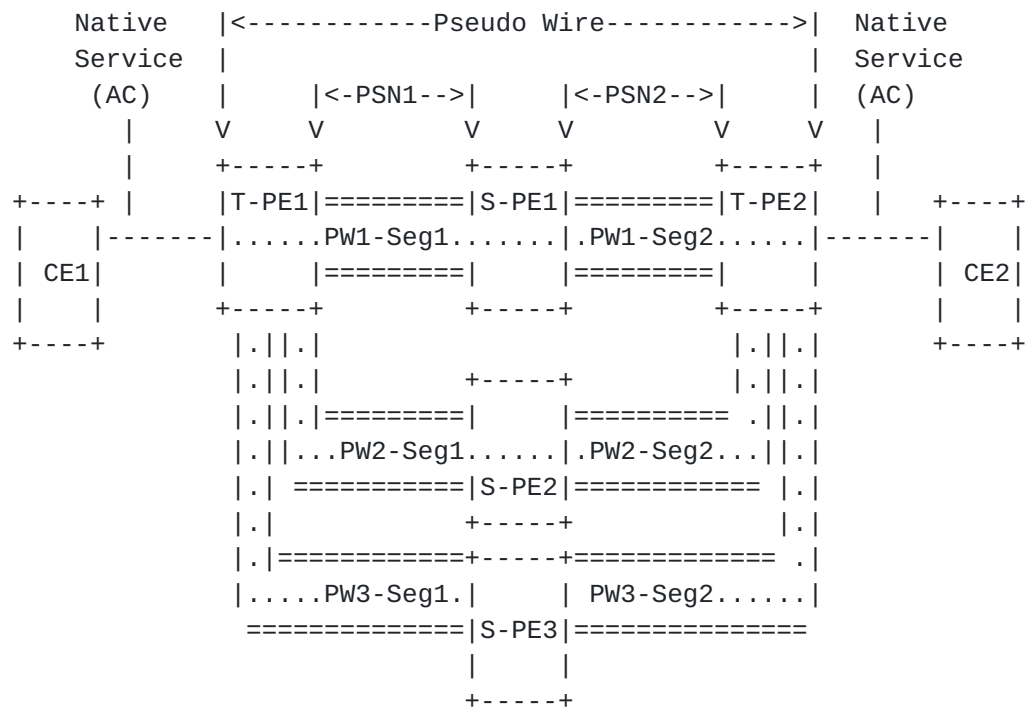 Native   |<------------Pseudo Wire------------>|  Native
Service  |                                     |  Service
(AC)     |     |<-PSN1-->|     |<-PSN2-->|     |  (AC)
|     V     V         V     V         V     V   |
|     +-----+         +-----+         +-----+   |
+----+ |     |T-PE1|=========|S-PE1|=========|T-PE2|   |   +----+
|    |-------|......PW1-Seg1.......|.PW1-Seg2......|-------|    |
| CE1|       |     |=========|     |=========|     |       | CE2|
|    |       +-----+         +-----+         +-----+       |    |
+----+        |.||.|                          |.||.|       +----+
|.||.|         +-----+          |.||.|
|.||.|=========|     |========== .||.|
|.||...PW2-Seg1......|.PW2-Seg2...||.|
|.| ===========|S-PE2|============ |.|
|.|            +-----+             |.|
|.|============+-----+============= .|
|.....PW3-Seg1.|     | PW3-Seg2......|
==============|S-PE3|===============
|     |
+-----+